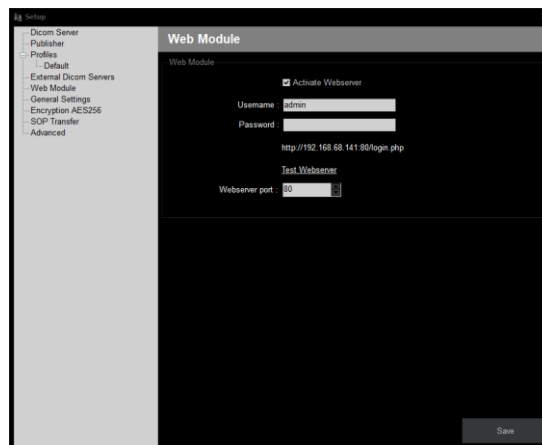 Setup
Dicom Server
Publisher
Profiles
Default
External Dicom Servers
Web Module
General Settings
Encryption AES256
SOP Transfer
Advanced
Web Module
Web Module
Activate Webserver
Username : admin
Password :
http://192.168.68.141:80/login.php
Test Webserver
Webserver port : 80
Save